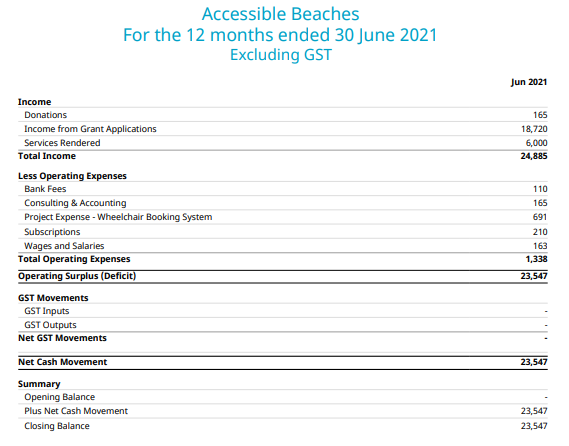 Accessible Beaches
For the 12 months ended 30 June 2021
Excluding GST
Jun 2021
Income
Donations 165
Income from Grant Applications 18,720
Services Rendered 6,000
Total Income 24,885
Less Operating Expenses
Bank Fees 110
Consulting & Accounting 165
Project Expense - Wheelchair Booking System 691
Subscriptions 210
Wages and Salaries 163
Total Operating Expenses 1,338
Operating Surplus (Deficit) 23,547
GST Movements
GST Inputs -
GST Outputs -
Net GST Movements -
Net Cash Movement 23,547
Summary
Opening Balance -
Plus Net Cash Movement 23,547
Closing Balance 23,547